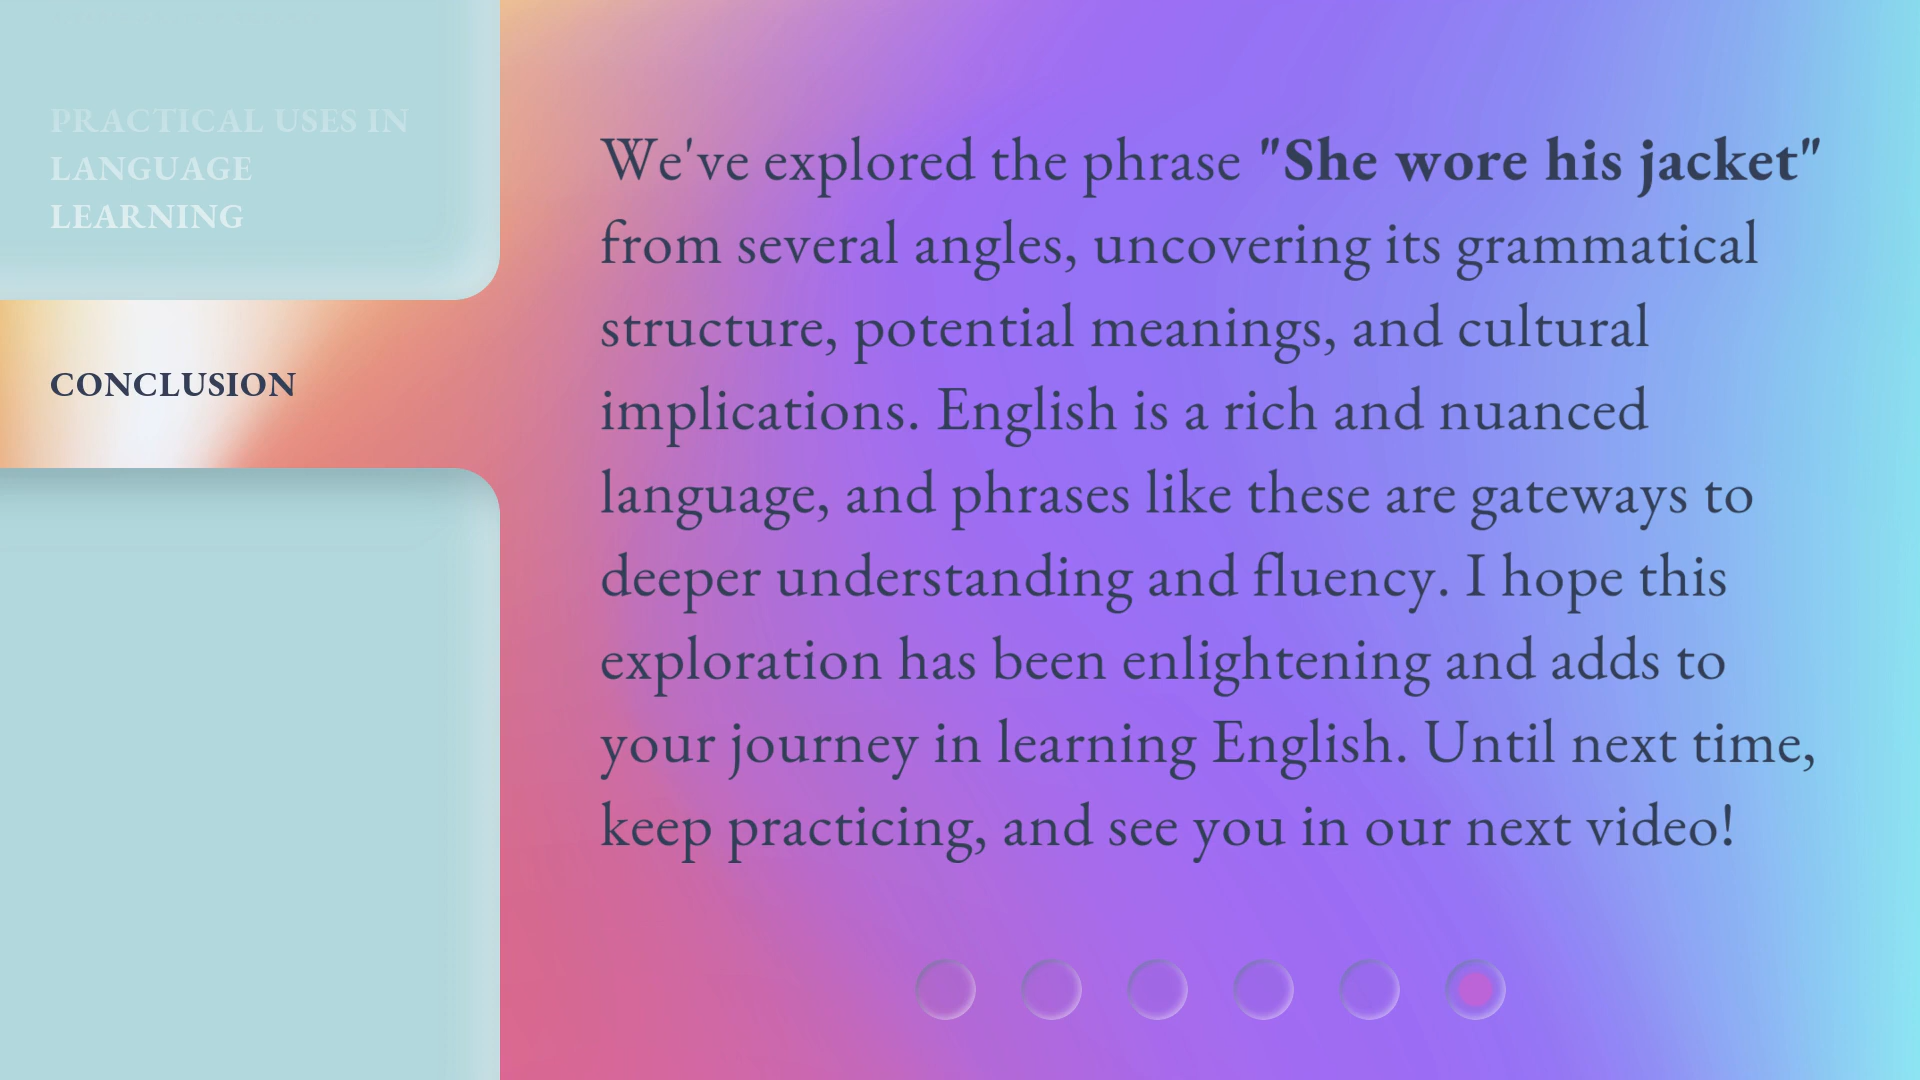 PRACTICAL USES IN
LANGUAGE
LEARNING
CONCLUSION
We've explored the phrase "She wore his jacket"
from several angles, uncovering its grammatical
structure, potential meanings, and cultural
implications. English is a rich and nuanced
language, and phrases like these are gateways to
deeper understanding and fluency. I hope this
exploration has been enlightening and adds to
your journey in learning English. Until next time,
keep practicing, and see you in our next video!